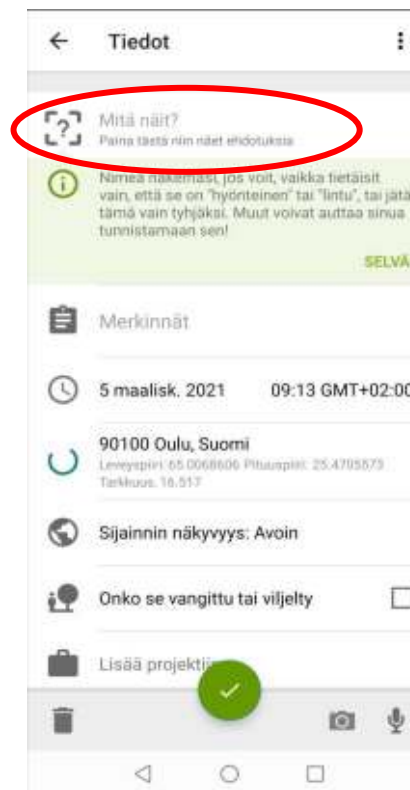 Tiedot
Mitä näit?
Paina tästä niin näet ehdotuksia
Nimeä näkemäsi, jos voit, vaikka tietäisit
vain, että se on "hyönteinen" tai "lintu", tai jätä
tämä vain tyhjäksi. Muut voivat auttaa sinua
tunnistamaan sen!
SELVÄ
Merkinnät
5 maalisk. 2021 09:13 GMT+02:00
90100 Oulu, Suomi
Leveyspiiri: 65.0068606 Pituuspiiri: 25.4705573
Tarkkuus: 16.517
Sijainnin näkyvyys: Avoin
Onko se vangittu tai viljelty
Lisää projektii